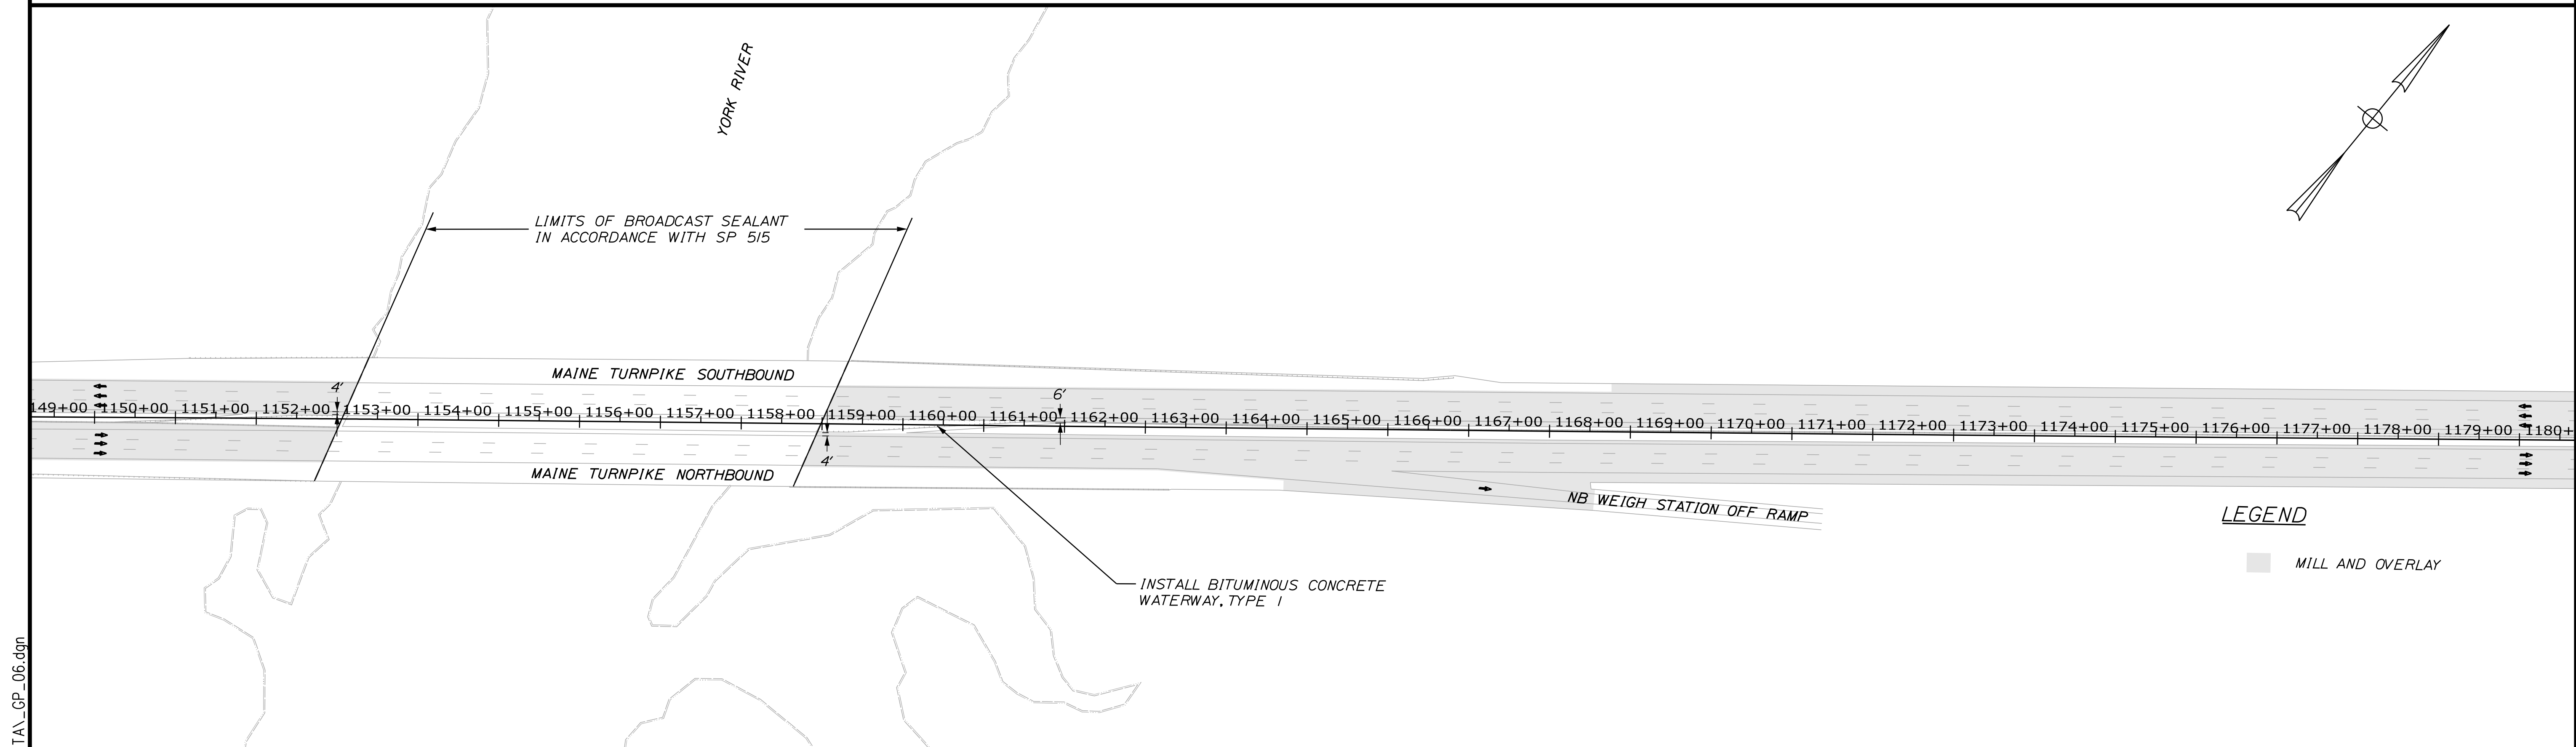 YORK RIVER
LIMITS OF BROADCAST SEALANT
IN ACCORDANCE WITH SP 515
MAINE TURNPIKE SOUTHBOUND
4'
6'
149+00 1150+00 1151+00 1152+00 1153+00 1154+00 1155+00 1156+00 1157+00 1158+00 1159+00 1160+00 1161+00 1162+00 1163+00 1164+00 1165+00 1166+00 1167+00 1168+00 1169+00 1170+00 1171+00 1172+00 1173+00 1174+00 1175+00 1176+00 1177+00 1178+00 1179+00 1180+
4'
MAINE TURNPIKE NORTHBOUND
NB WEIGH STATION OFF RAMP
INSTALL BITUMINOUS CONCRETE
WATERWAY, TYPE I
LEGEND
MILL AND OVERLAY
TA\_GP_06.dgn